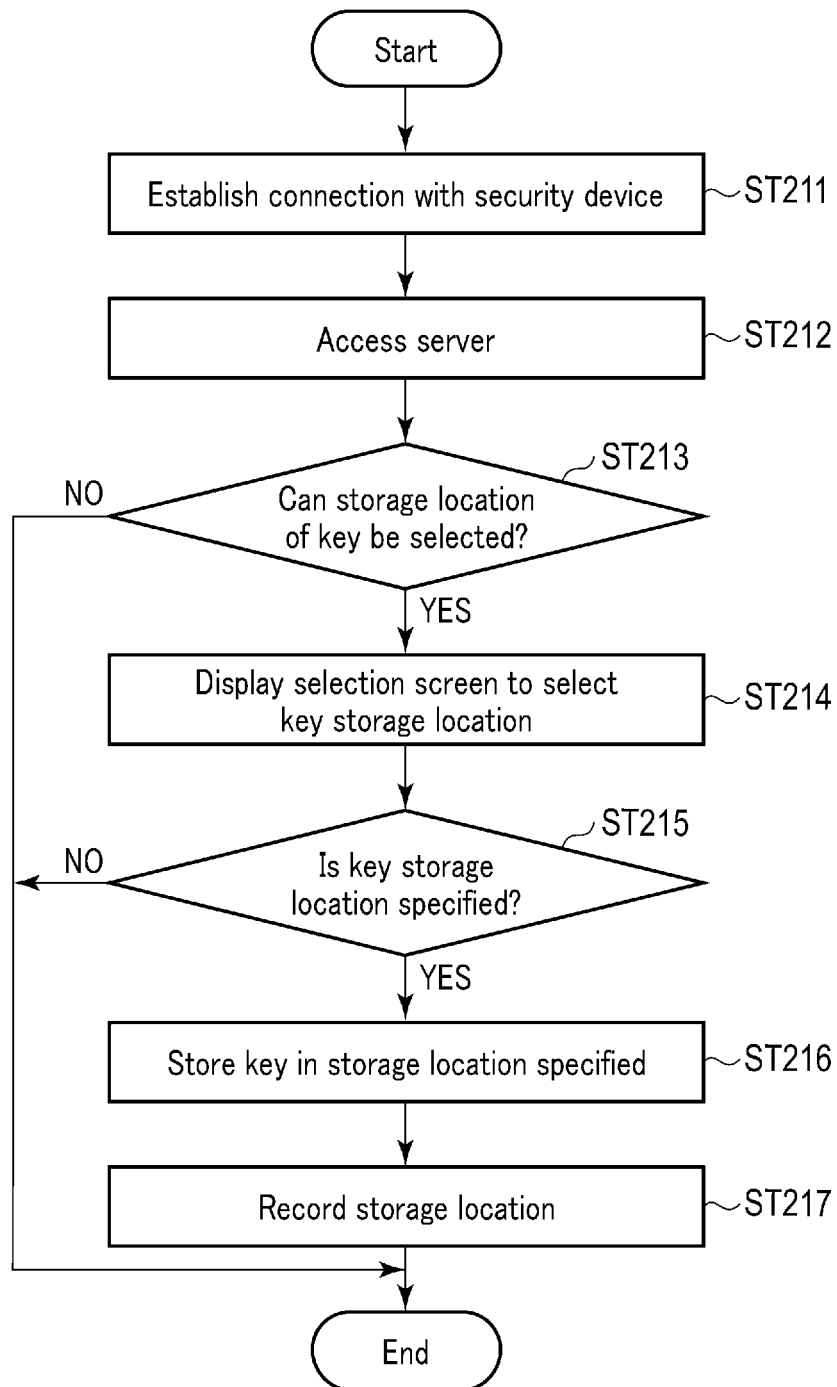 Start
Establish connection with security device
ST211
Access server
ST212
ST213
NO
Can storage location
of key be selected?
YES
Display selection screen to select
key storage location
ST214
ST215
NO
Is key storage
location specified?
YES
Store key in storage location specified
ST216
Record storage location
ST217
End